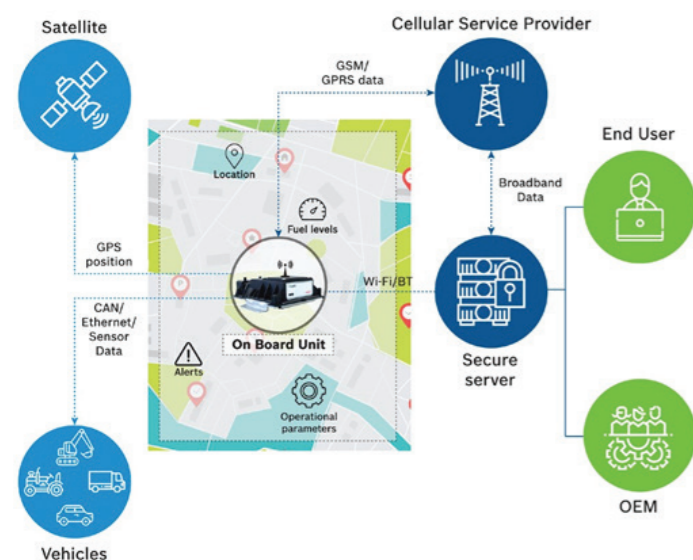 Satellite
Cellular Service Provider
GSM/
GPRS data
End User
Location
Fuel levels
Broadband
Data
GPS
position
Wi-Fi/BT
CAN/
Ethernet/
Sensor
Data
On Board Unit
Alerts
Secure
server
Operational
parameters
OEM
Vehicles